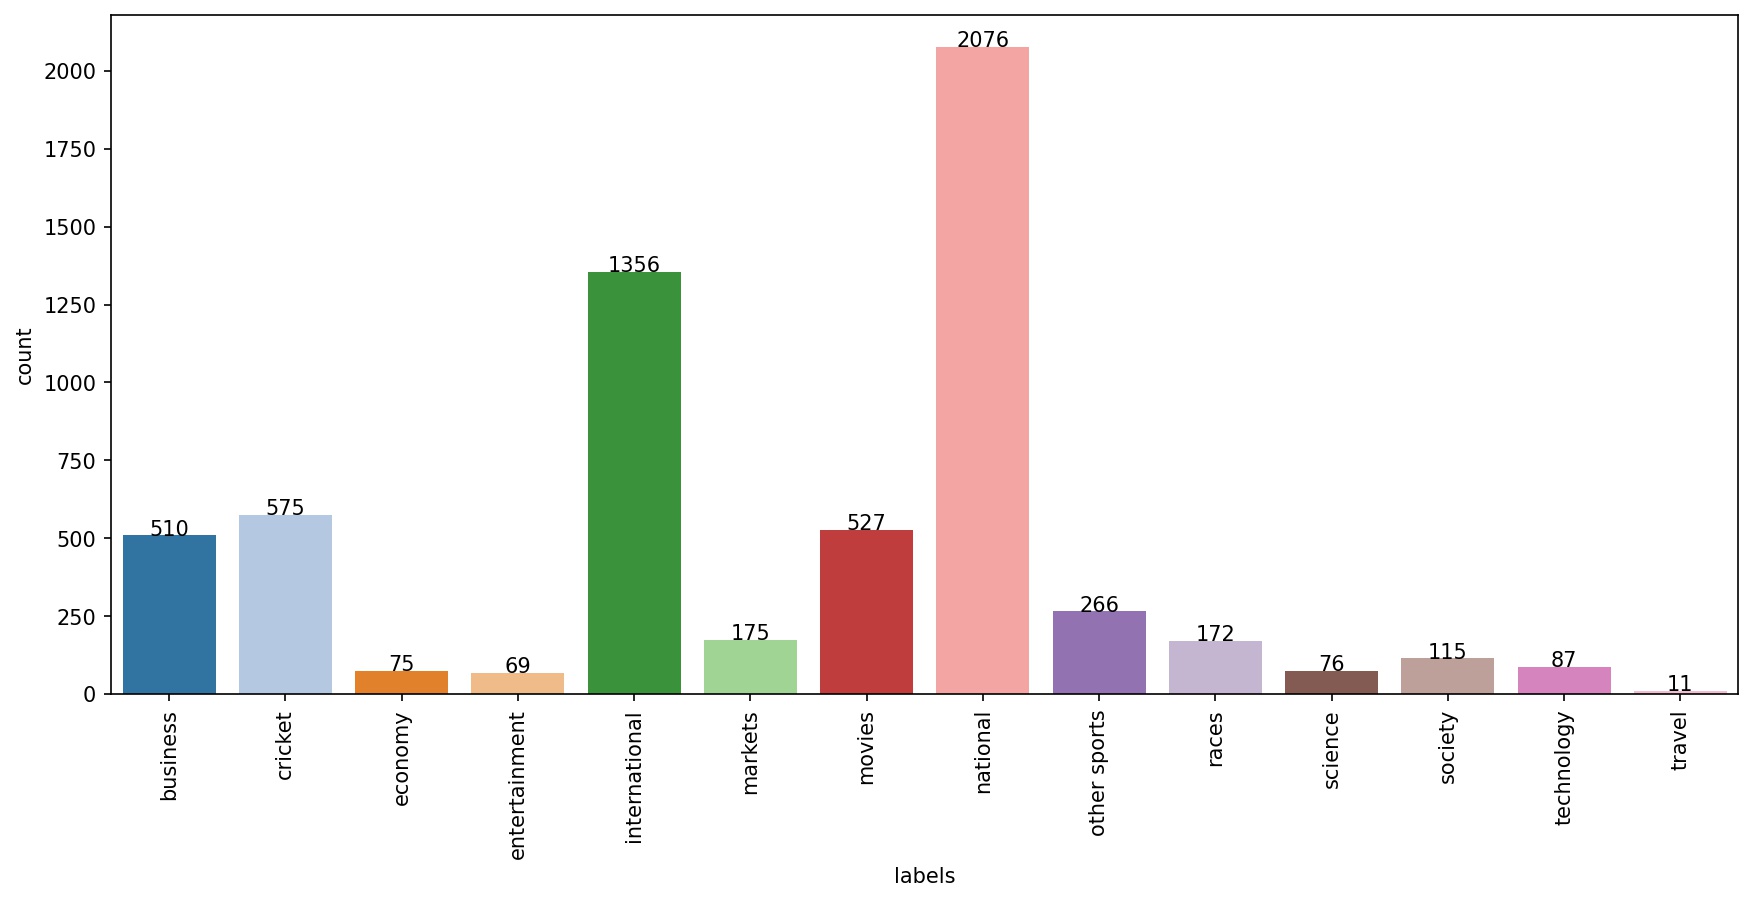 2000
1750
1500
1250
1000
750
500
250
0
count
510
575
75
69
1356
175
527
2076
266
172
76
115
87
11
business
cricket
economy
entertainment
international
markets
movies
national
other sports
races
science
society
technology
travel
labels